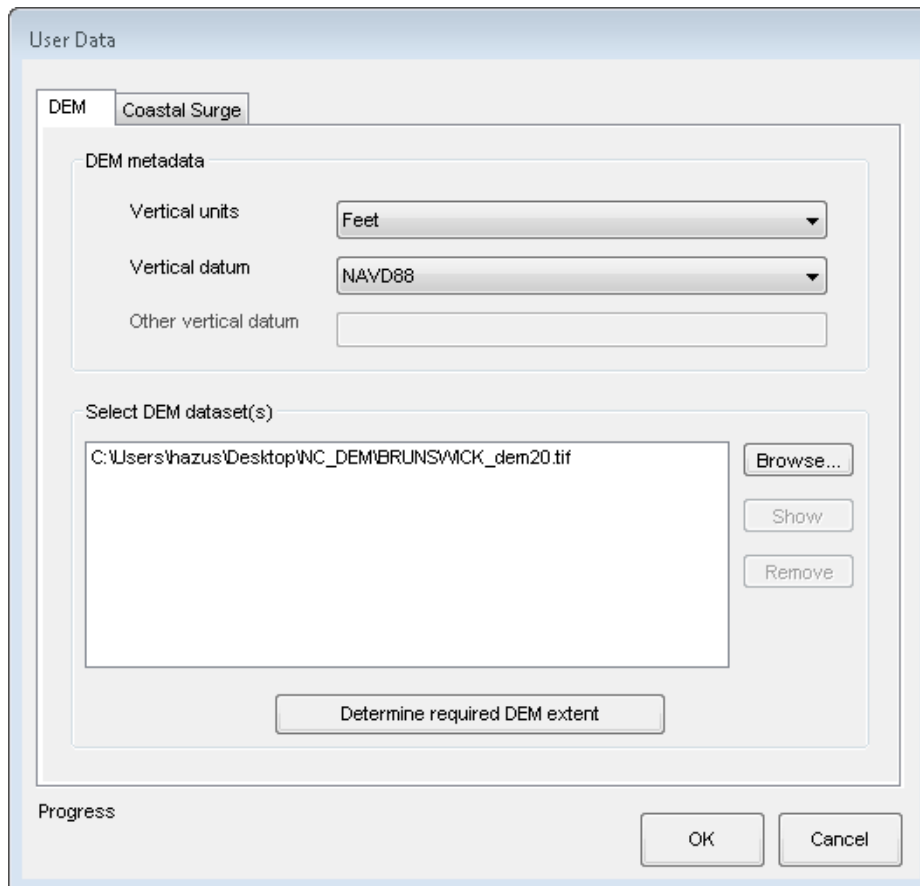 User Data
DEM
Coastal Surge
DEM metadata
Vertical units
Feet
Vertical datum
NAVD88
Other vertical datum
Select DEM dataset(s)
C:\Users\hazus\Desktop\NC_DEM\BRUNSWICK_dem20.tif
Browse...
Show
Remove
Determine required DEM extent
Progress
OK
Cancel